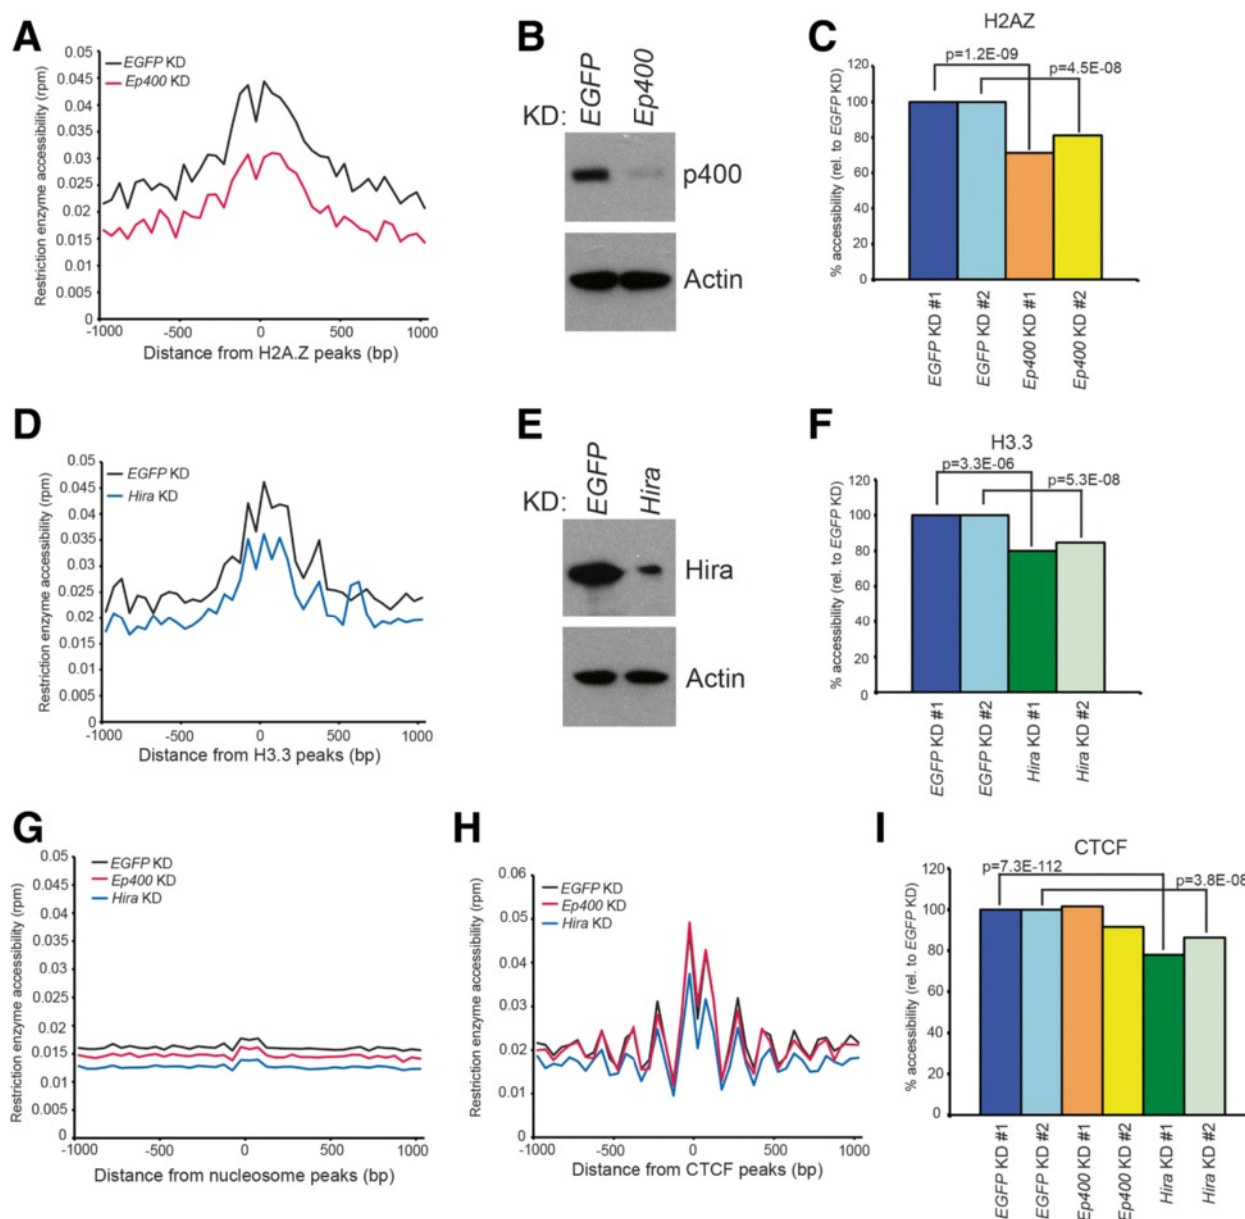 A
Restriction enzyme accessibility (rpm)
0.05
0.045
0.04
0.035
0.03
0.025
0.02
0.015
0.01
0.005
0
EGFP KD
Ep400 KD
-1000 -500 0 500 1000
Distance from H2A.Z peaks (bp)
B
KD: EGFP Ep400
p400
Actin
C
H2AZ
% accessibility (rel. to EGFP KD)
120
100
80
60
40
20
0
p=1.2E-09
p=4.5E-08
EGFP KD #1
EGFP KD #2
Ep400 KD #1
Ep400 KD #2
D
Restriction enzyme accessibility (rpm)
0.05
0.045
0.04
0.035
0.03
0.025
0.02
0.015
0.01
0.005
0
EGFP KD
Hira KD
-1000 -500 0 500 1000
Distance from H3.3 peaks (bp)
E
KD: EGFP Hira
Hira
Actin
F
H3.3
% accessibility (rel. to EGFP KD)
120
100
80
60
40
20
0
p=3.3E-06
p=5.3E-08
EGFP KD #1
EGFP KD #2
Hira KD #1
Hira KD #2
G
Restriction enzyme accessibility (rpm)
0.05
0.045
0.04
0.035
0.03
0.025
0.02
0.015
0.01
0.005
0
EGFP KD
Ep400 KD
Hira KD
-1000 -500 0 500 1000
Distance from nucleosome peaks (bp)
H
Restriction enzyme accessibility (rpm)
0.06
0.05
0.04
0.03
0.02
0.01
0
EGFP KD
Ep400 KD
Hira KD
-1000 -500 0 500 1000
Distance from CTCF peaks (bp)
I
CTCF
% accessibility (rel. to EGFP KD)
120
100
80
60
40
20
0
p=7.3E-112
p=3.8E-08
EGFP KD #1
EGFP KD #2
Ep400 KD #1
Ep400 KD #2
Hira KD #1
Hira KD #2